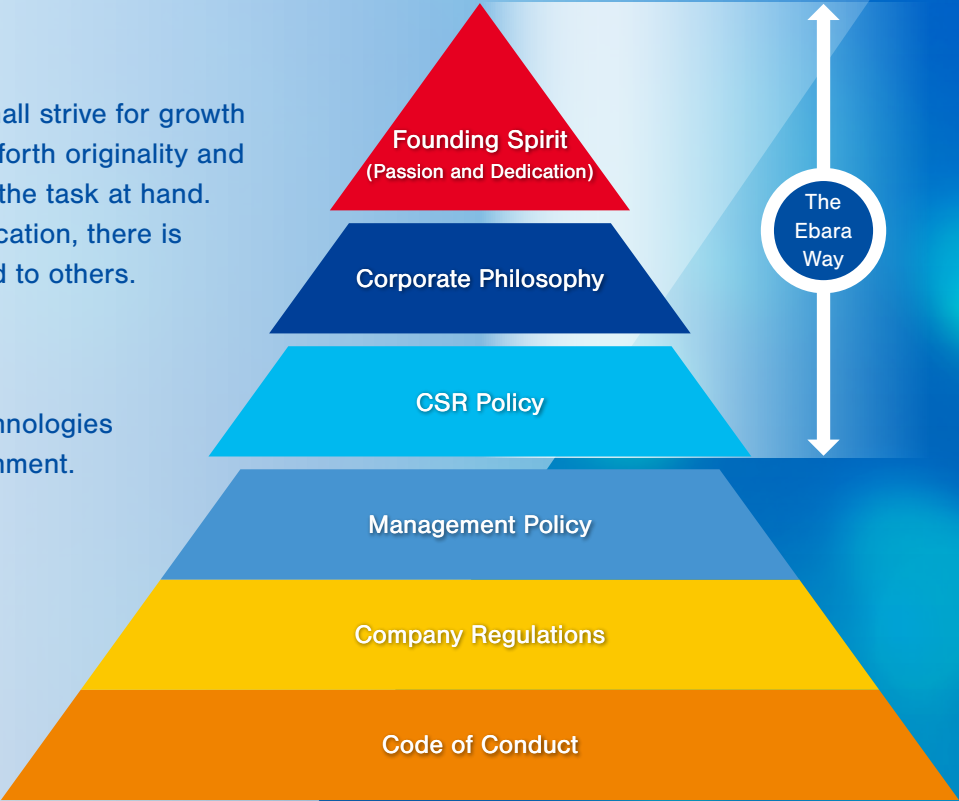 all strive for growth
forth originality and
the task at hand.
cation, there is
d to others.
hnologies
nment.
Founding Spirit
(Passion and Dedication)
Corporate Philosophy
CSR Policy
Management Policy
Company Regulations
Code of Conduct
The
Ebara
Way